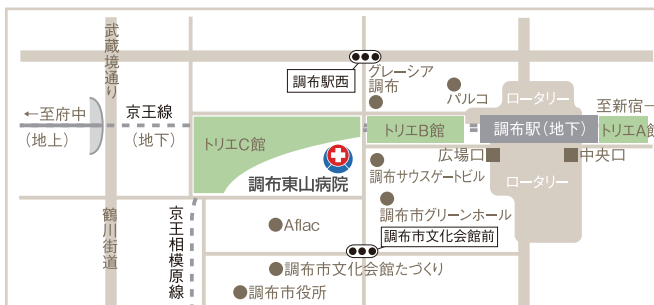 武蔵境通り
調布駅西
グレーシア
調布
パルコ
ロータリー
←至府中
(地上)
京王線
(地下)
至新宿→
トリエC館
トリエB館
調布駅(地下)
トリエA館
広場口
中央口
調布東山病院
調布サウスゲートビル
ロータリー
鶴川街道
京王相模原線
Aflac
調布市グリーンホール
調布市文化会館前
調布市文化会館たづくり
調布市役所